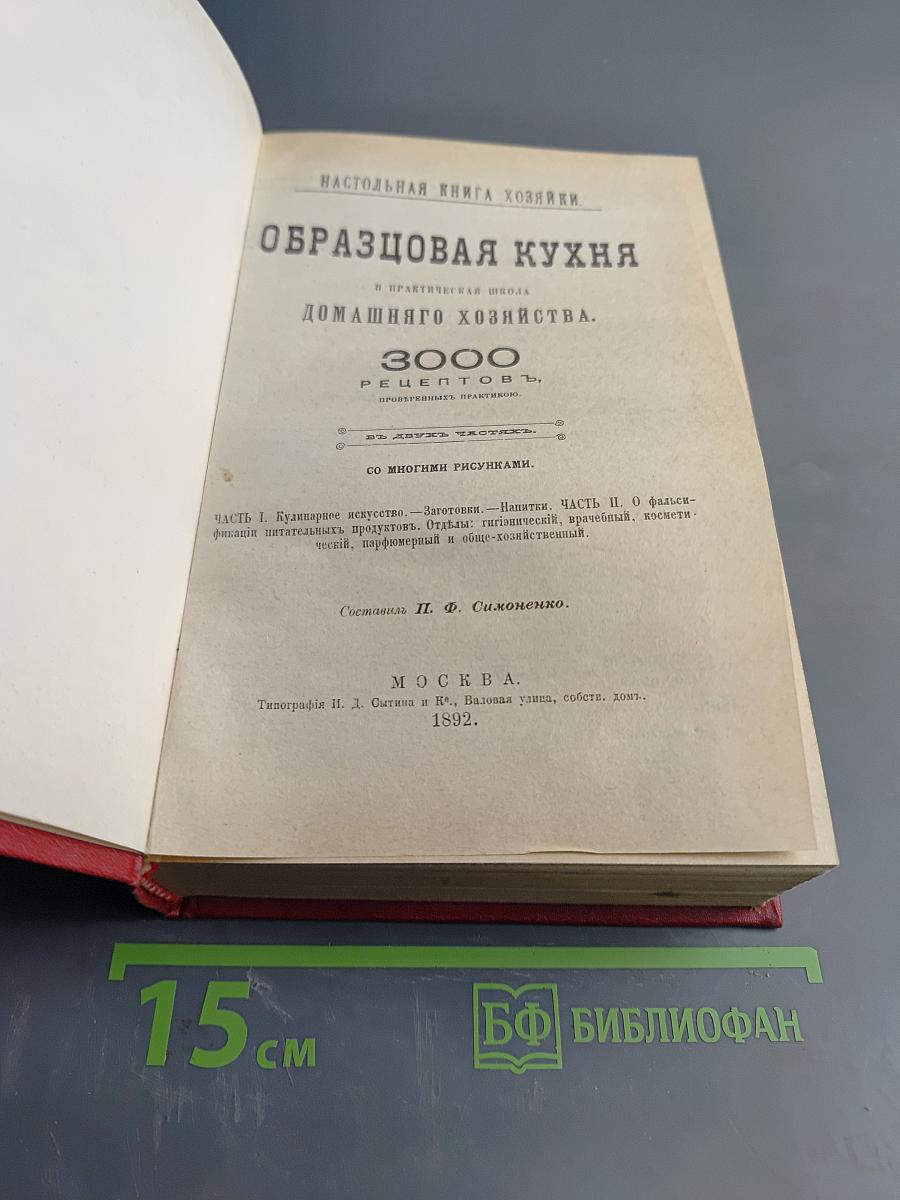 НАСТОЛЬНАЯ КНИГА ХОЗЯЙКИ.
ОБРАЗЦОВАЯ КУХНЯ
И ПРАКТИЧЕСКАЯ ШКОЛА
ДОМАШНЯГО ХОЗЯЙСТВА.
3000
РЕЦЕПТОВЪ,
ПРОВѢРЕННЫХЪ ПРАКТИКОЮ.
ВЪ ДВУХЪ ЧАСТЯХЪ.
СО МНОГИМИ РИСУНКАМИ.
ЧАСТЬ I. Кулинарное искусство.—Заготовки.—Напитки. ЧАСТЬ II. О фальси-
фикаціи питательныхъ продуктовъ. Отдѣлы: гигіэническій, врачебный, космети-
ческій, парфюмерный и обще-хозяйственный.
Составилъ П. Ф. Симоненко.
МОСКВА.
Типографія И. Д. Сытина и Кº., Валовая улица, собств. домъ.
1892.
15 см
БФ БИБЛИОФАН